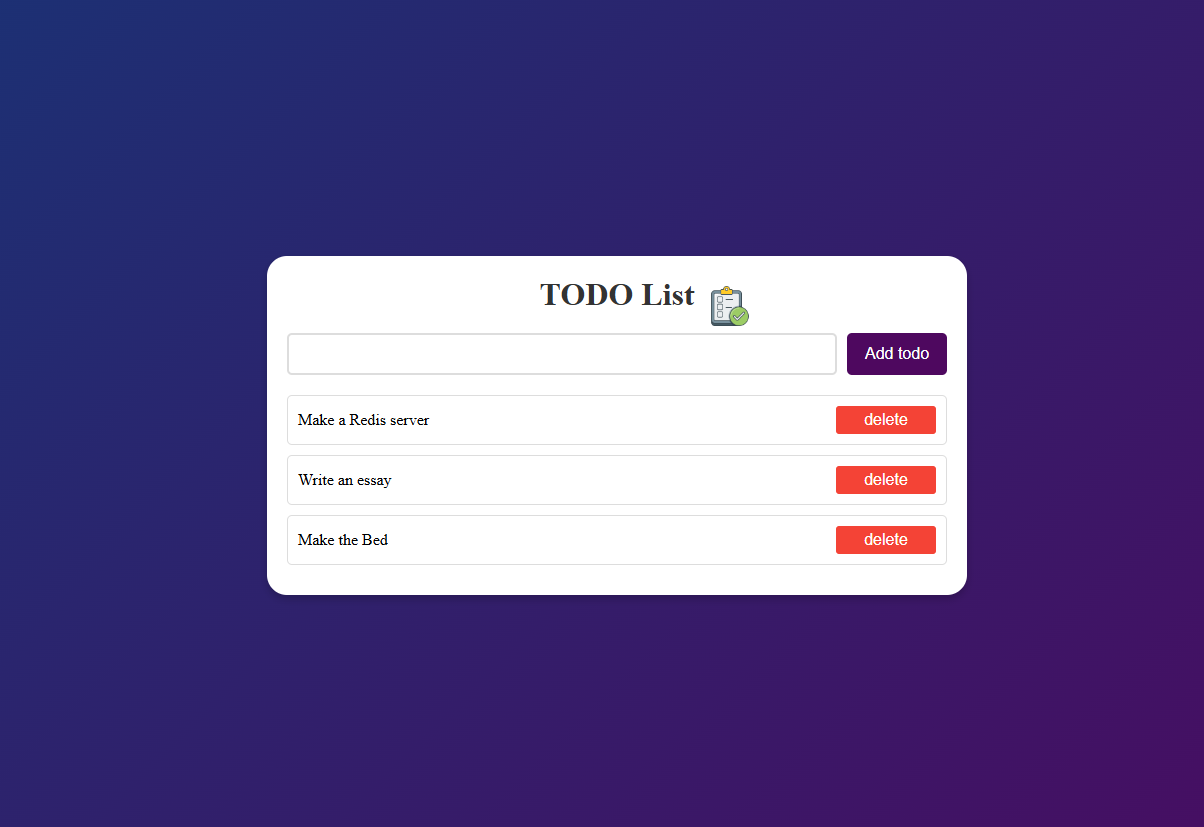 TODO List
Add todo
Make a Redis server
delete
Write an essay
delete
Make the Bed
delete